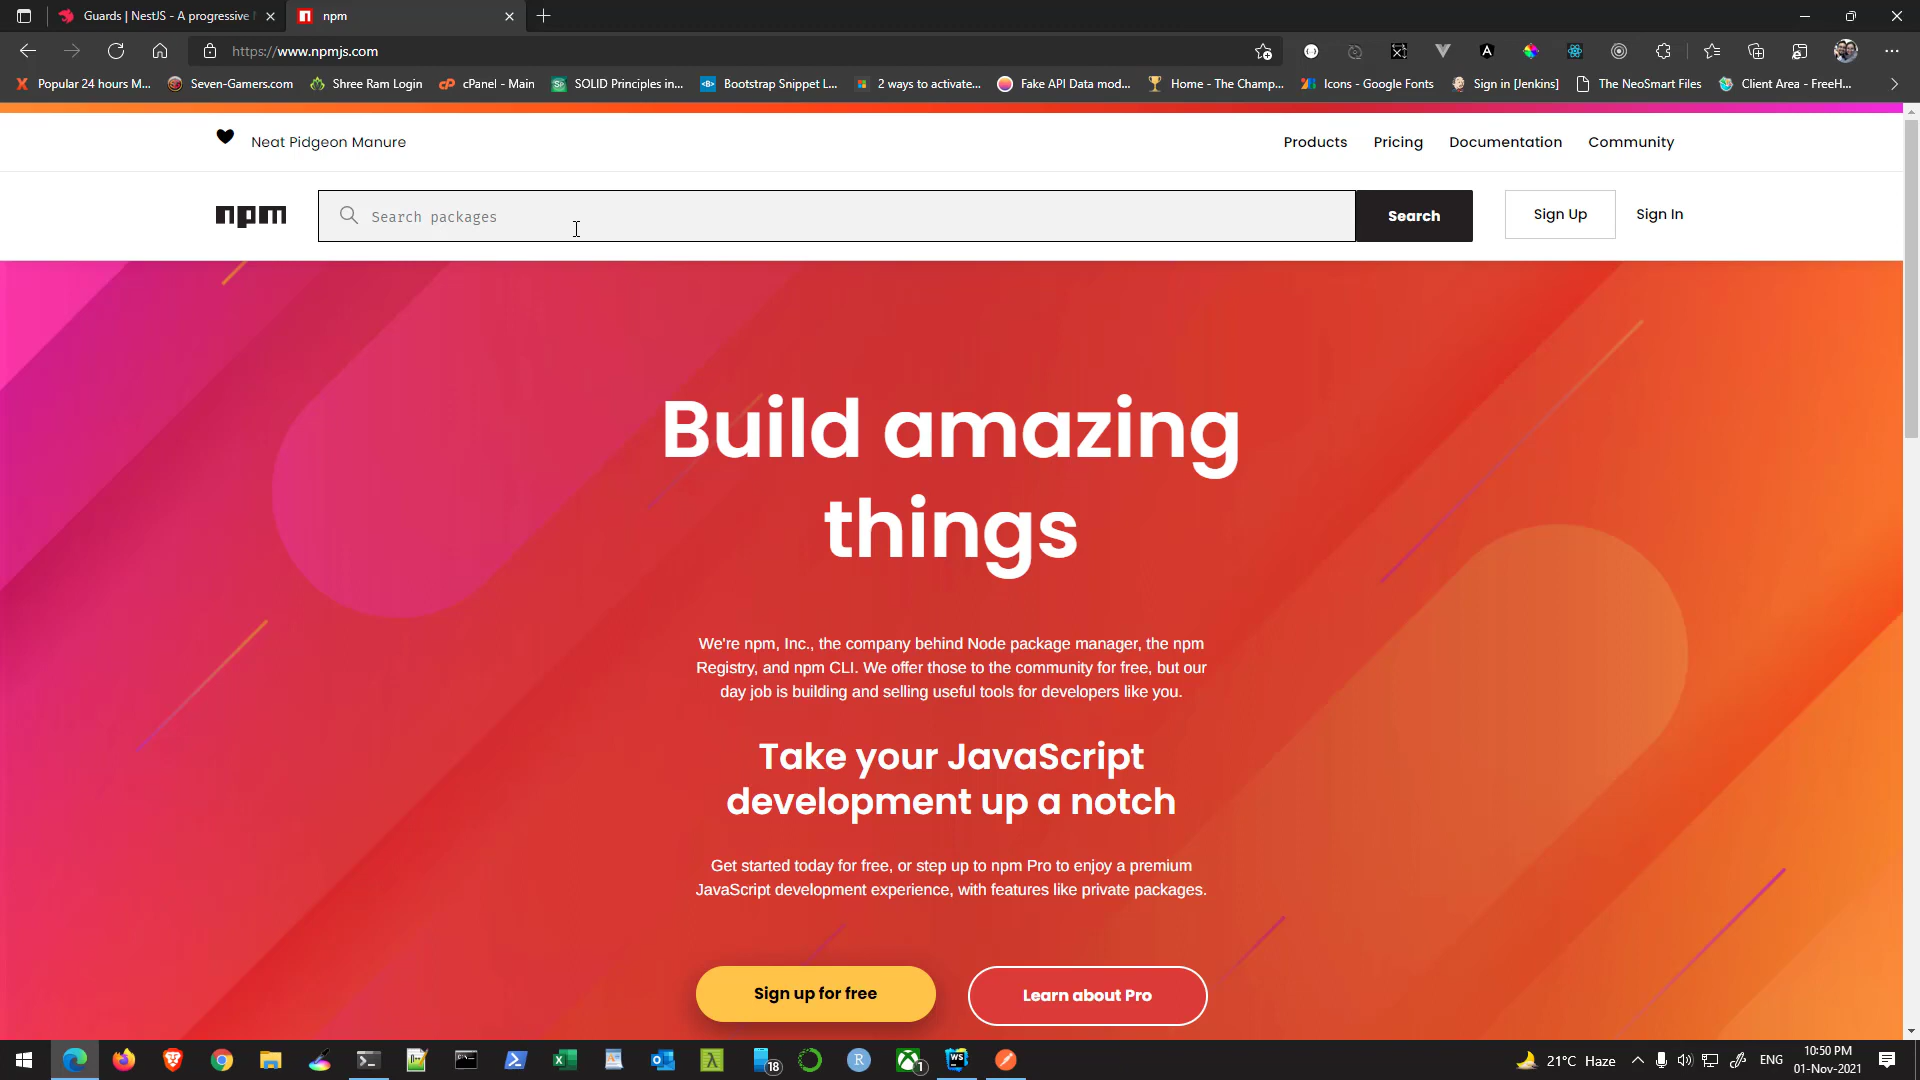 Guards | NestJS - A progressive
npm
https://www.npmjs.com
Popular 24 hours M...
Seven-Gamers.com
Shree Ram Login
cPanel - Main
SOLID Principles in...
Bootstrap Snippet L...
2 ways to activate...
Fake API Data mod...
Home - The Champ...
Icons - Google Fonts
Sign in [Jenkins]
The NeoSmart Files
Client Area - FreeH...
Neat Pidgeon Manure
Products
Pricing
Documentation
Community
npm
Search packages
Search
Sign Up
Sign In
Build amazing
things
We're npm, Inc., the company behind Node package manager, the npm
Registry, and npm CLI. We offer those to the community for free, but our
day job is building and selling useful tools for developers like you.
Take your JavaScript
development up a notch
Get started today for free, or step up to npm Pro to enjoy a premium
JavaScript development experience, with features like private packages.
Sign up for free
Learn about Pro
18
R
1
WS
21°C Haze
ENG
10:50 PM
01-Nov-2021